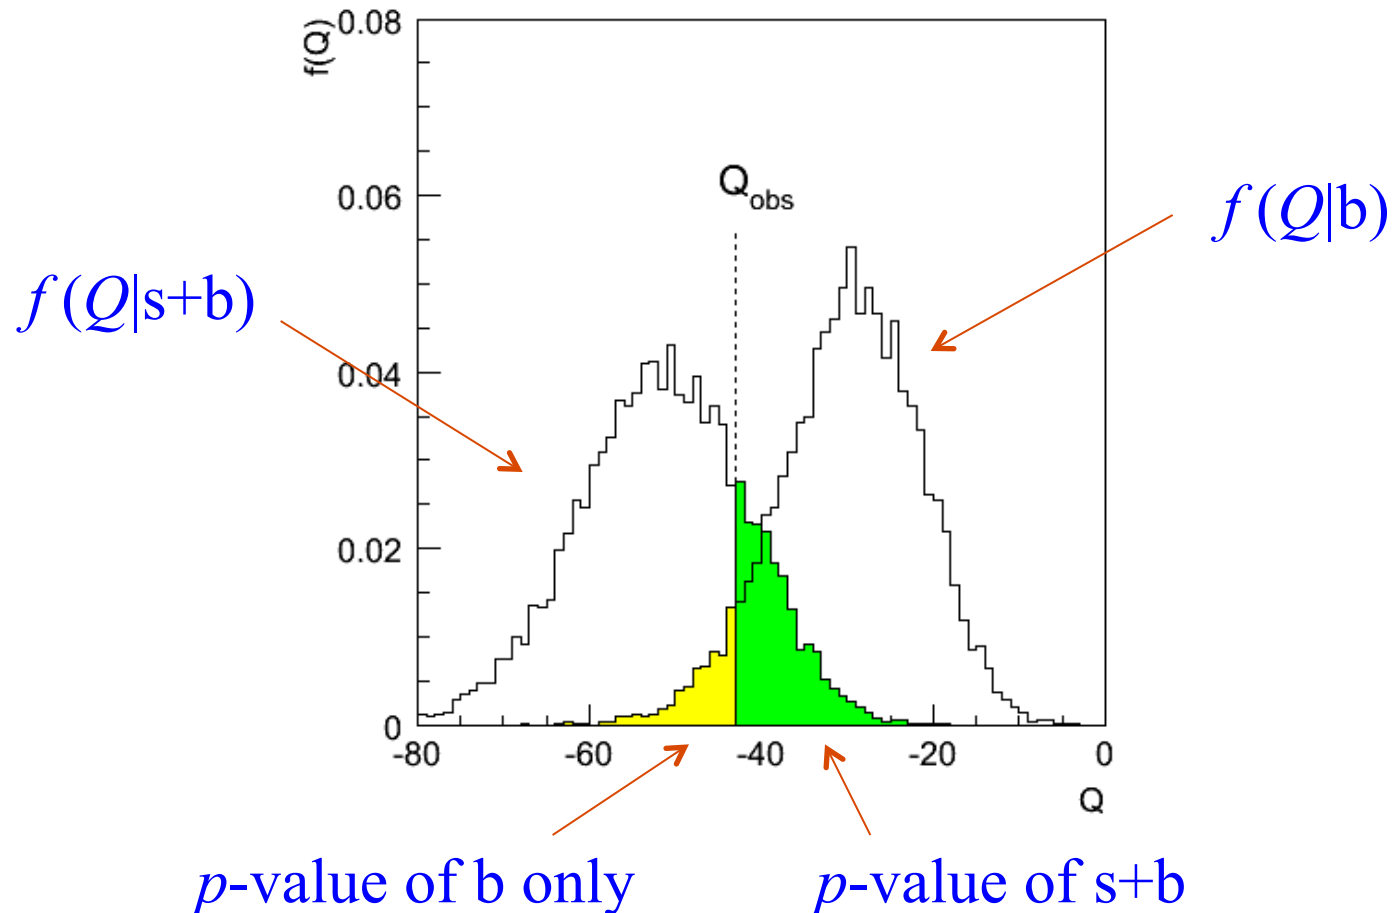 f(Q)
0.08
0.06
0.04
0.02
0
-80
-60
-40
-20
0
Q
Qobs
f (Q|s+b)
f (Q|b)
p-value of b only
p-value of s+b